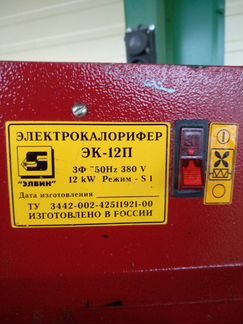 ЭЛЕКТРОКАЛОРИФЕР
ЭК-12П
3Ф ~50Hz 380 V
12 kW Режим - S 1
"ЭЛВИН"
Дата изготовления
ТУ 3442-002-42511921-00
ИЗГОТОВЛЕНО В РОССИИ